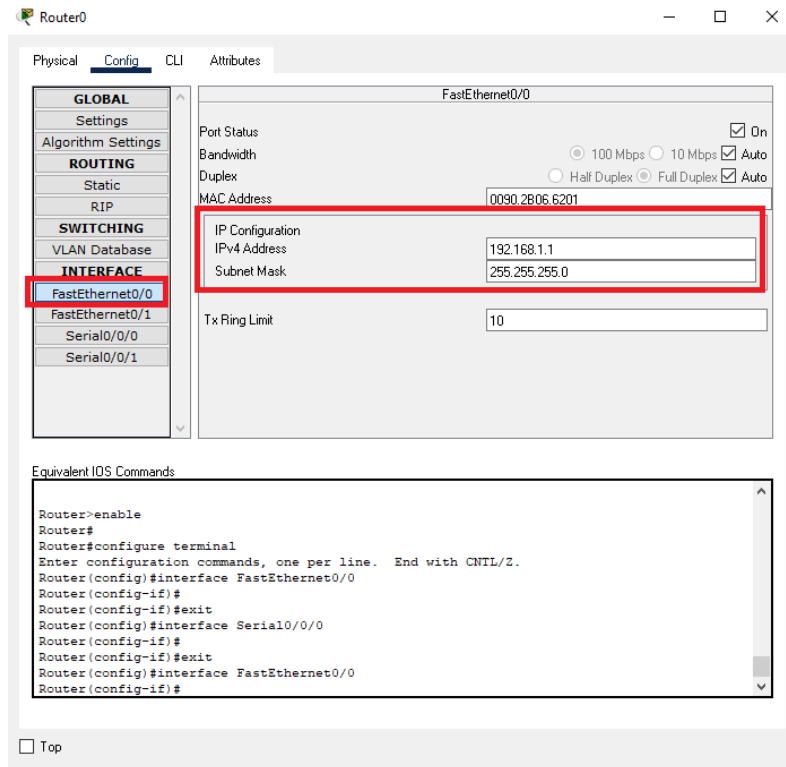 Router0
Physical Config CLI Attributes
GLOBAL
Settings
Algorithm Settings
ROUTING
Static
RIP
SWITCHING
VLAN Database
INTERFACE
FastEthernet0/0
FastEthernet0/1
Serial0/0/0
Serial0/0/1
FastEthernet0/0
Port Status On
Bandwidth 100 Mbps 10 Mbps Auto
Duplex Half Duplex Full Duplex Auto
MAC Address 0090.2B06.6201
IP Configuration
IPv4 Address 192.168.1.1
Subnet Mask 255.255.255.0
Tx Ring Limit 10
Equivalent IOS Commands
Router>enable
Router#
Router#configure terminal
Enter configuration commands, one per line. End with CNTL/Z.
Router(config)#interface FastEthernet0/0
Router(config-if)#
Router(config-if)#exit
Router(config)#interface Serial0/0/0
Router(config-if)#
Router(config-if)#exit
Router(config)#interface FastEthernet0/0
Router(config-if)#
Top